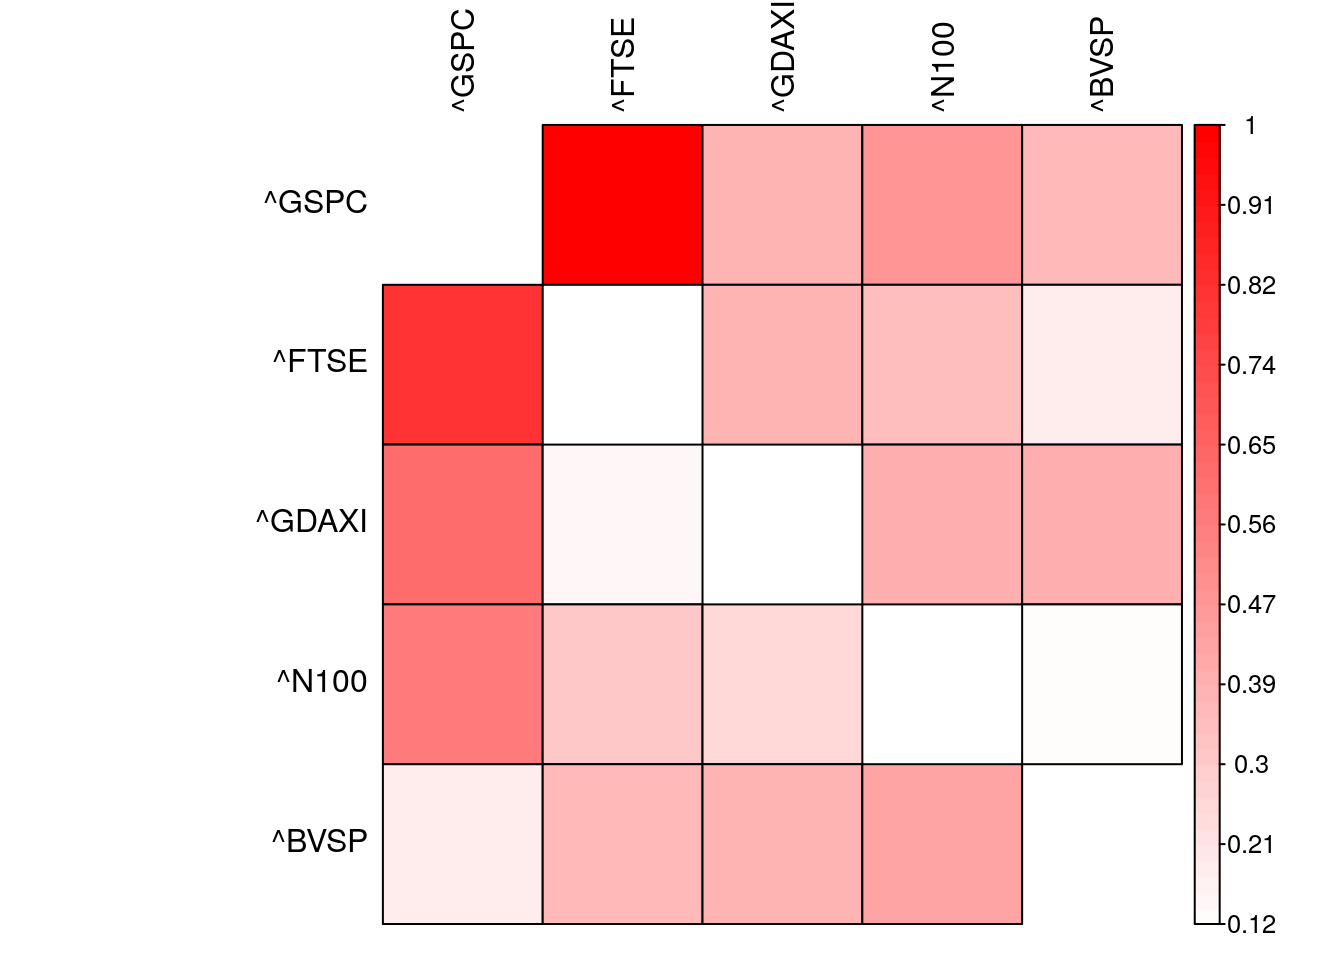 ^GSPC
^FTSE
^GDAXI
^N100
^BVSP
^GSPC
^FTSE
^GDAXI
^N100
^BVSP
1
0.91
0.82
0.74
0.65
0.56
0.47
0.39
0.3
0.21
0.12